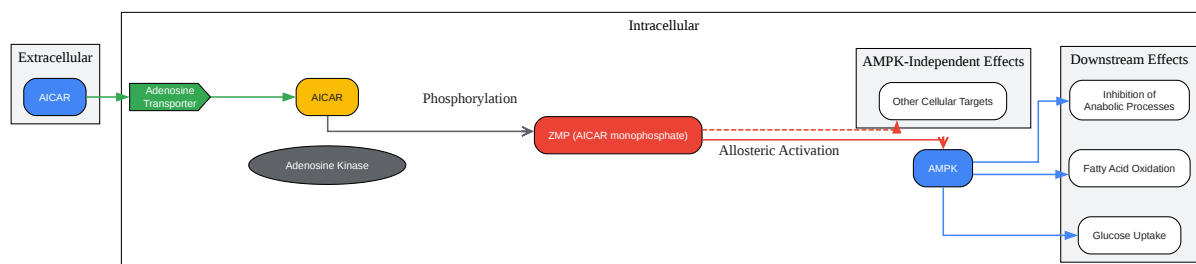 Intracellular
Extracellular
AICAR
Adenosine
Transporter
AICAR
Adenosine Kinase
Phosphorylation
ZMP (AICAR monophosphate)
Allosteric Activation
AMPK-Independent Effects
Other Cellular Targets
AMPK
Downstream Effects
Inhibition of
Anabolic Processes
Fatty Acid Oxidation
Glucose Uptake